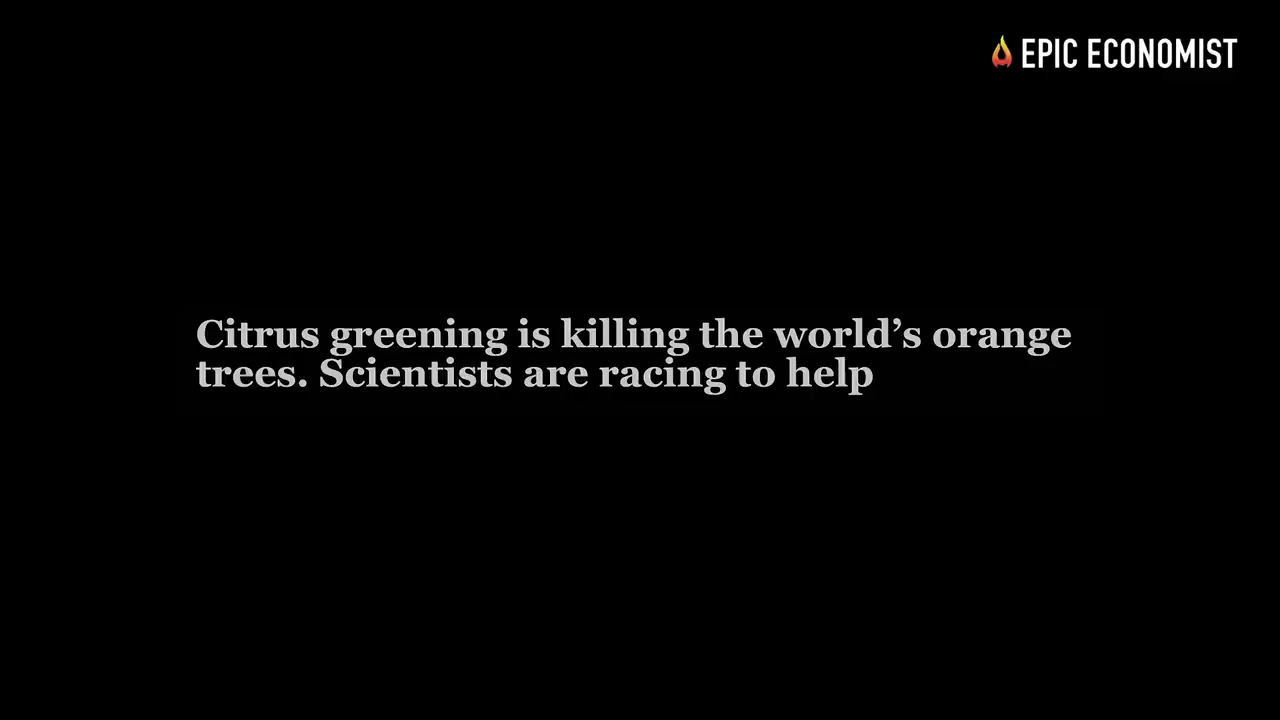 EPIC ECONOMIST
Citrus greening is killing the world’s orange
trees. Scientists are racing to help